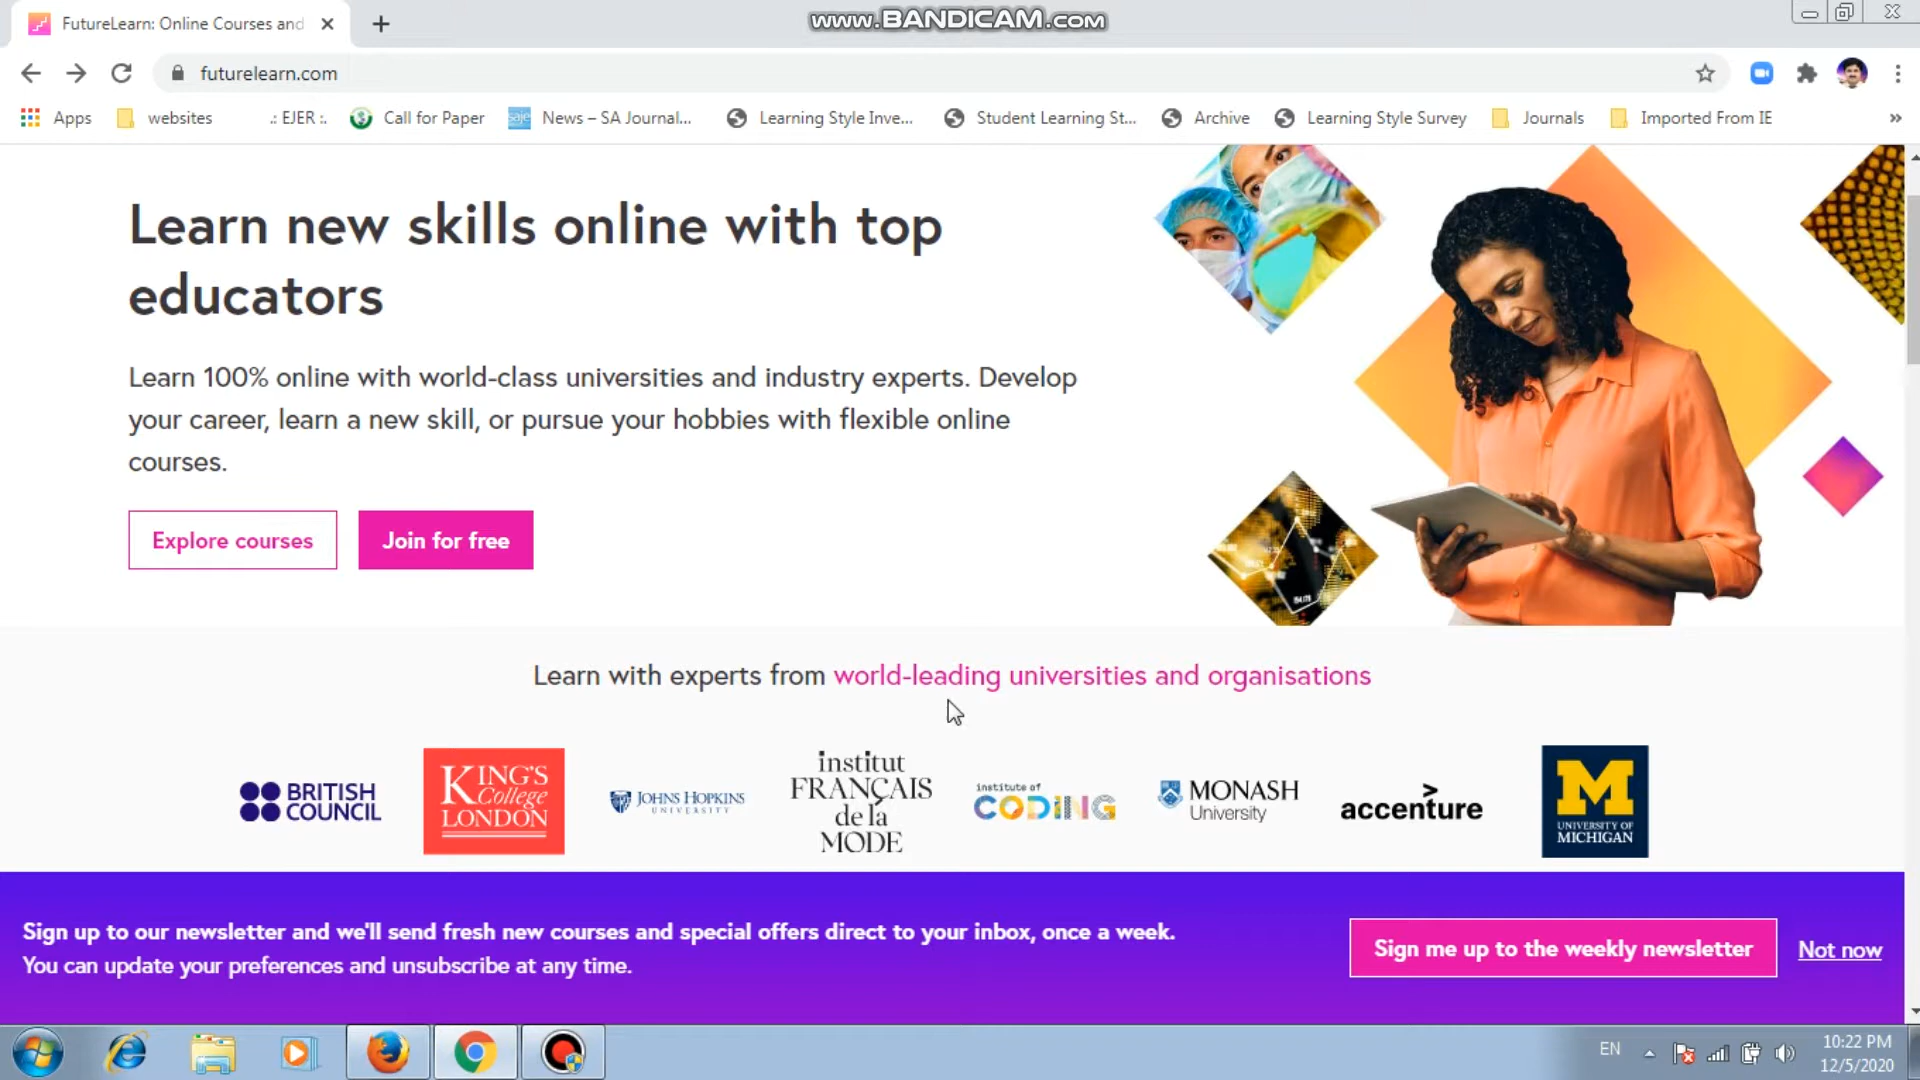 FutureLearn: Online Courses and
www.BANDICAM.com
futurelearn.com
Apps
websites
.: EJER :.
Call for Paper
saje
News – SA Journal...
Learning Style Inve...
Student Learning St...
Archive
Learning Style Survey
Journals
Imported From IE
»
Learn new skills online with top
educators
Learn 100% online with world-class universities and industry experts. Develop
your career, learn a new skill, or pursue your hobbies with flexible online
courses.
Explore courses
Join for free
Learn with experts from world-leading universities and organisations
BRITISH
COUNCIL
KING'S
College
LONDON
JOHNS HOPKINS
UNIVERSITY
institut
FRANÇAIS
de la
MODE
institute of
CODING
MONASH
University
accenture
M
UNIVERSITY OF
MICHIGAN
Sign up to our newsletter and we'll send fresh new courses and special offers direct to your inbox, once a week.
You can update your preferences and unsubscribe at any time.
Sign me up to the weekly newsletter
Not now
EN
10:22 PM
12/5/2020